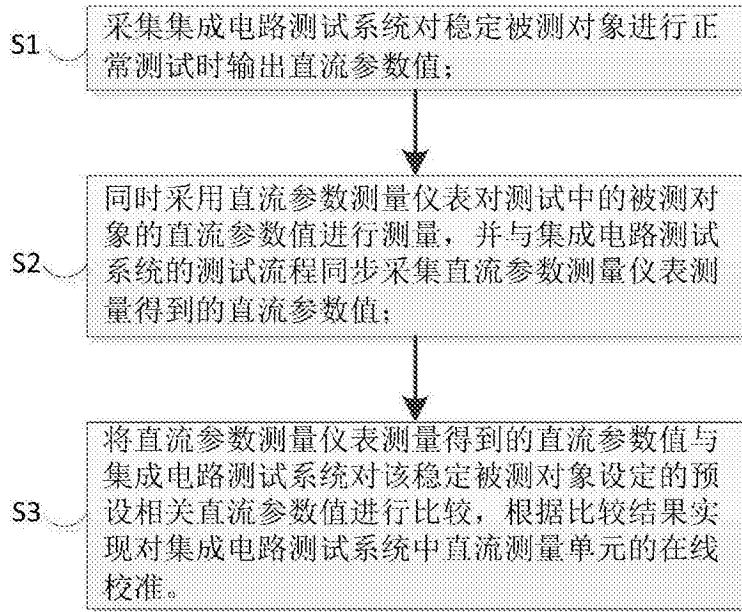 S1
采集集成电路测试系统对稳定被测对象进行正
常测试时输出直流参数值；
S2
同时采用直流参数测量仪表对测试中的被测对
象的直流参数值进行测量，并与集成电路测试
系统的测试流程同步采集直流参数测量仪表测
量得到的直流参数值；
S3
将直流参数测量仪表测量得到的直流参数值与
集成电路测试系统对该稳定被测对象设定的预
设相关直流参数值进行比较，根据比较结果实
现对集成电路测试系统中直流测量单元的在线
校准。